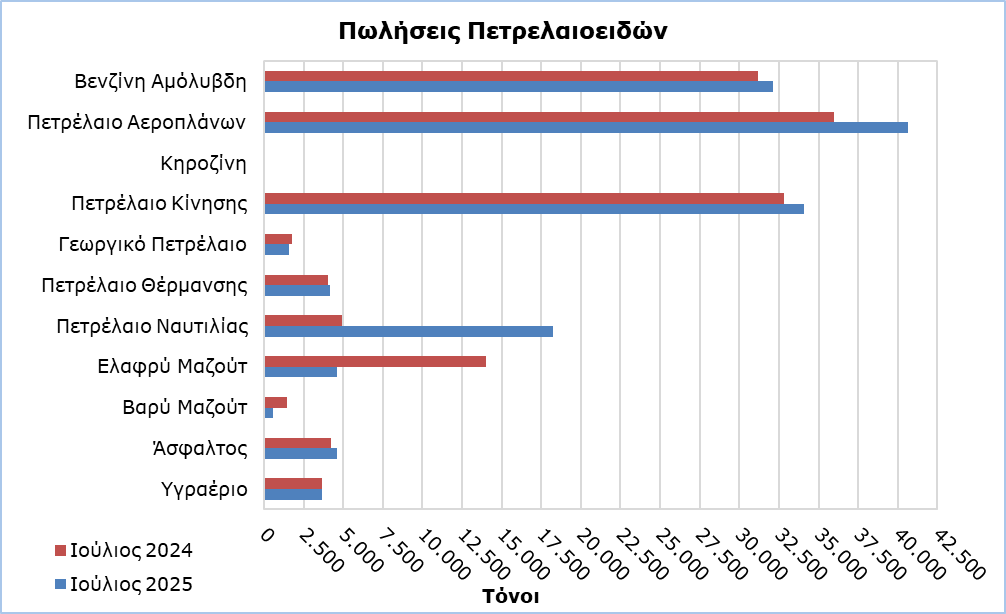 Πωλήσεις Πετρελαιοειδών
Βενζίνη Αμόλυβδη
Πετρέλαιο Αεροπλάνων
Κηροζίνη
Πετρέλαιο Κίνησης
Γεωργικό Πετρέλαιο
Πετρέλαιο Θέρμανσης
Πετρέλαιο Ναυτιλίας
Ελαφρύ Μαζούτ
Βαρύ Μαζούτ
Άσφαλτος
Υγραέριο
0
2.500
5.000
7.500
10.000
12.500
15.000
17.500
20.000
22.500
25.000
27.500
30.000
32.500
35.000
37.500
40.000
42.500
Ιούλιος 2024
Ιούλιος 2025
Τόνοι